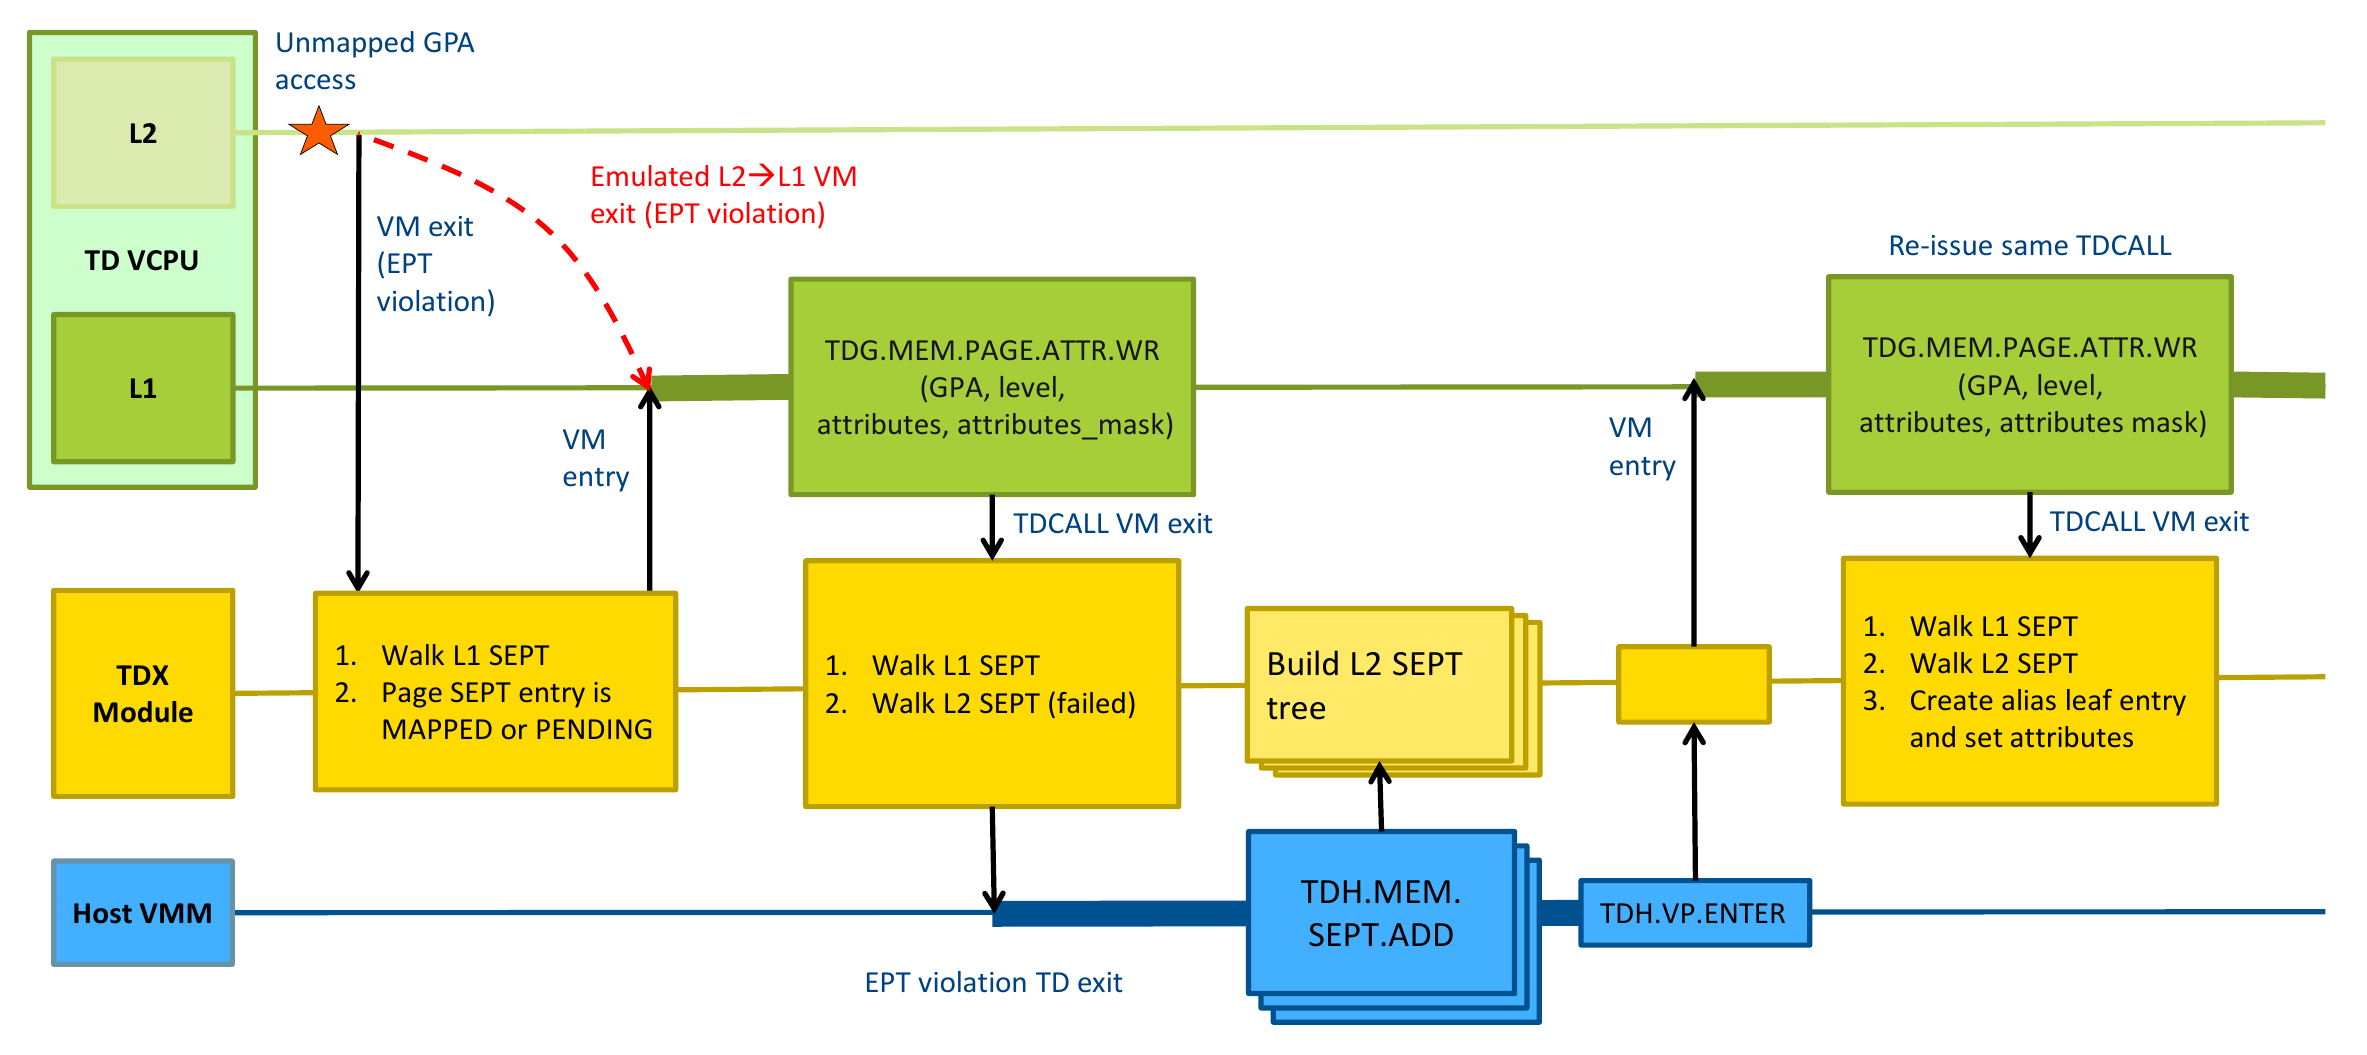 Unmapped GPA
access
L2
Emulated L2→L1 VM
exit (EPT violation)
VM exit
(EPT
violation)
TD VCPU
Re-issue same TDCALL
L1
TDG.MEM.PAGE.ATTR.WR
(GPA, level,
attributes, attributes_mask)
TDG.MEM.PAGE.ATTR.WR
(GPA, level,
attributes, attributes mask)
VM
entry
VM
entry
TDCALL VM exit
TDCALL VM exit
TDX
Module
1. Walk L1 SEPT
2. Page SEPT entry is
MAPPED or PENDING
1. Walk L1 SEPT
2. Walk L2 SEPT (failed)
Build L2 SEPT
tree
1. Walk L1 SEPT
2. Walk L2 SEPT
3. Create alias leaf entry
and set attributes
Host VMM
TDH.MEM.
SEPT.ADD
TDH.VP.ENTER
EPT violation TD exit